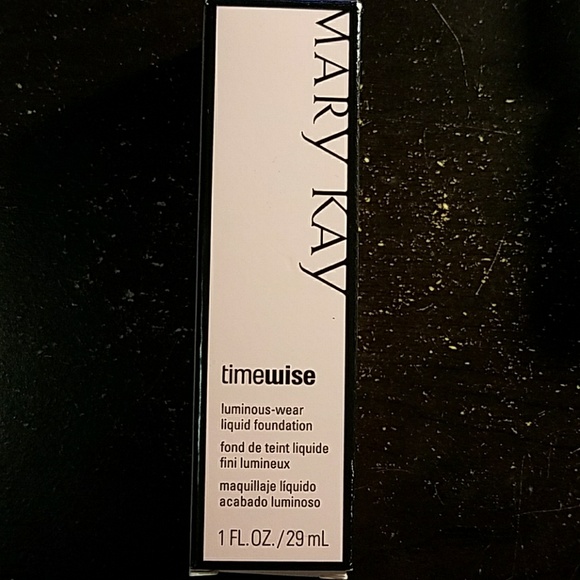 MARY KAY
timewise
luminous-wear
liquid foundation
fond de teint liquide
fini lumineux
maquillaje líquido
acabado luminoso
1 FL.OZ./29 mL